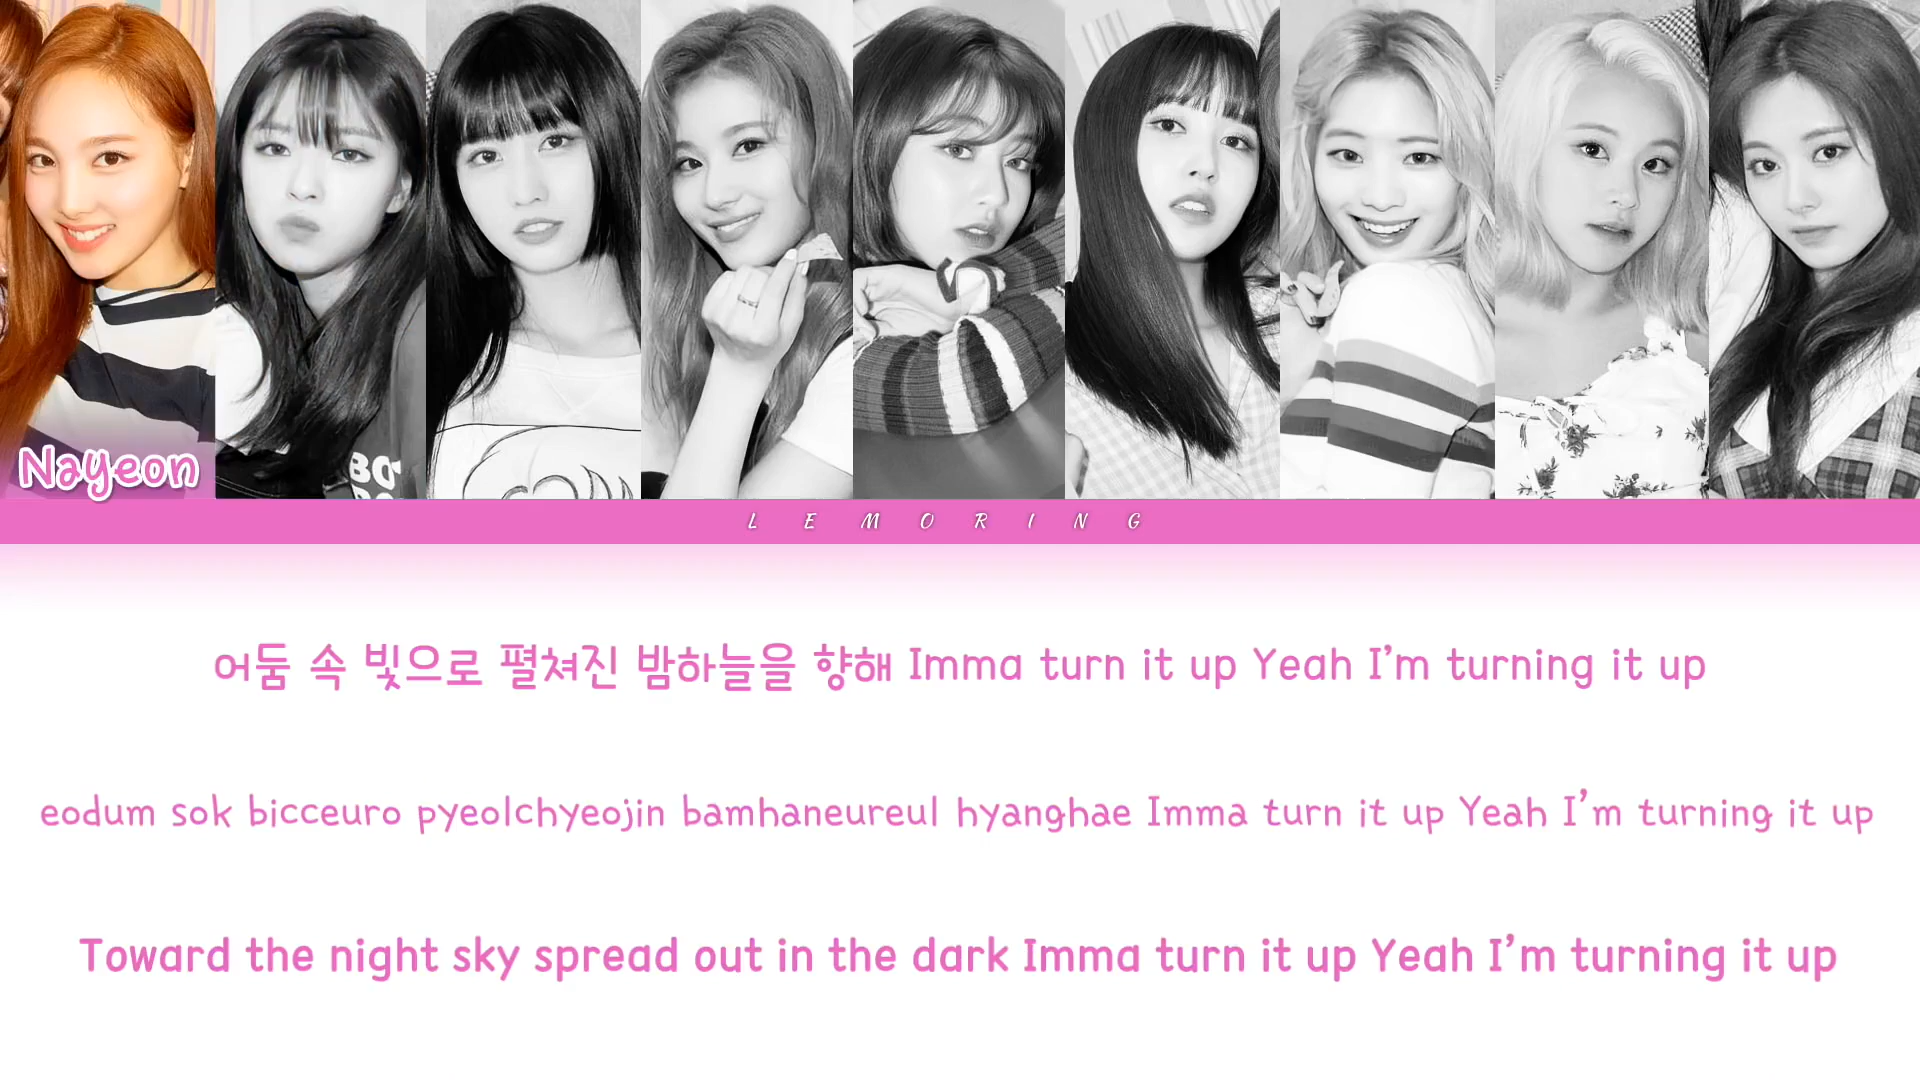 BO
Nayeon
LEMORING
어둠 속 빛으로 펼쳐진 밤하늘을 향해 Imma turn it up Yeah I’m turning it up
eodum sok bicceuro pyeolchyeojin bamhaneureul hyanghae Imma turn it up Yeah I’m turning it up
Toward the night sky spread out in the dark Imma turn it up Yeah I’m turning it up